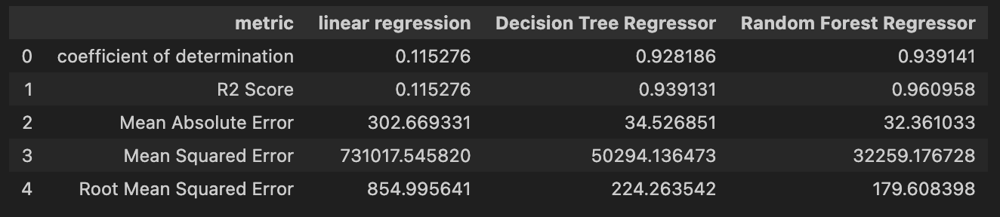 metric linear regression Decision Tree Regressor Random Forest Regressor
0 coefficient of determination 0.115276 0.928186 0.939141
1 R2 Score 0.115276 0.939131 0.960958
2 Mean Absolute Error 302.669331 34.526851 32.361033
3 Mean Squared Error 731017.545820 50294.136473 32259.176728
4 Root Mean Squared Error 854.995641 224.263542 179.608398